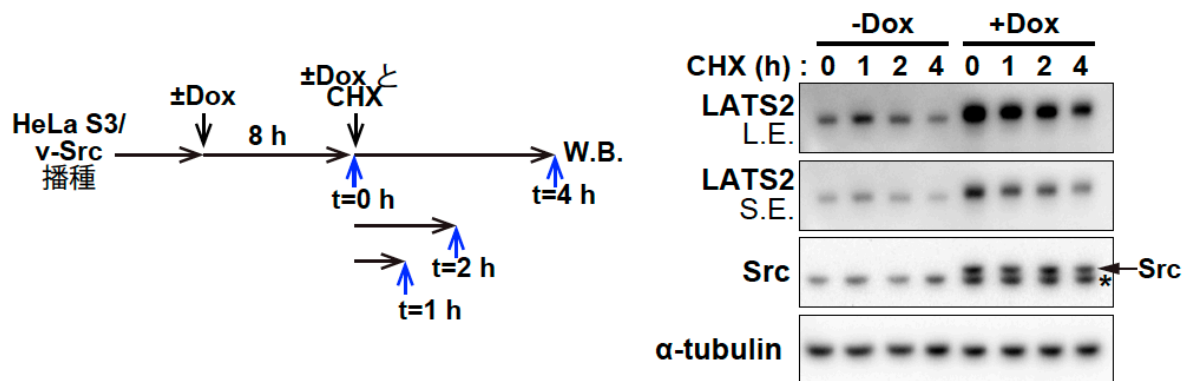 ±Dox
±Dox と
CHX
HeLa S3/
v-Src
播種
8 h
W.B.
t=0 h
t=4 h
t=2 h
t=1 h
-Dox +Dox
CHX (h) : 0 1 2 4 0 1 2 4
LATS2
L.E.
LATS2
S.E.
Src
Src
*
α-tubulin